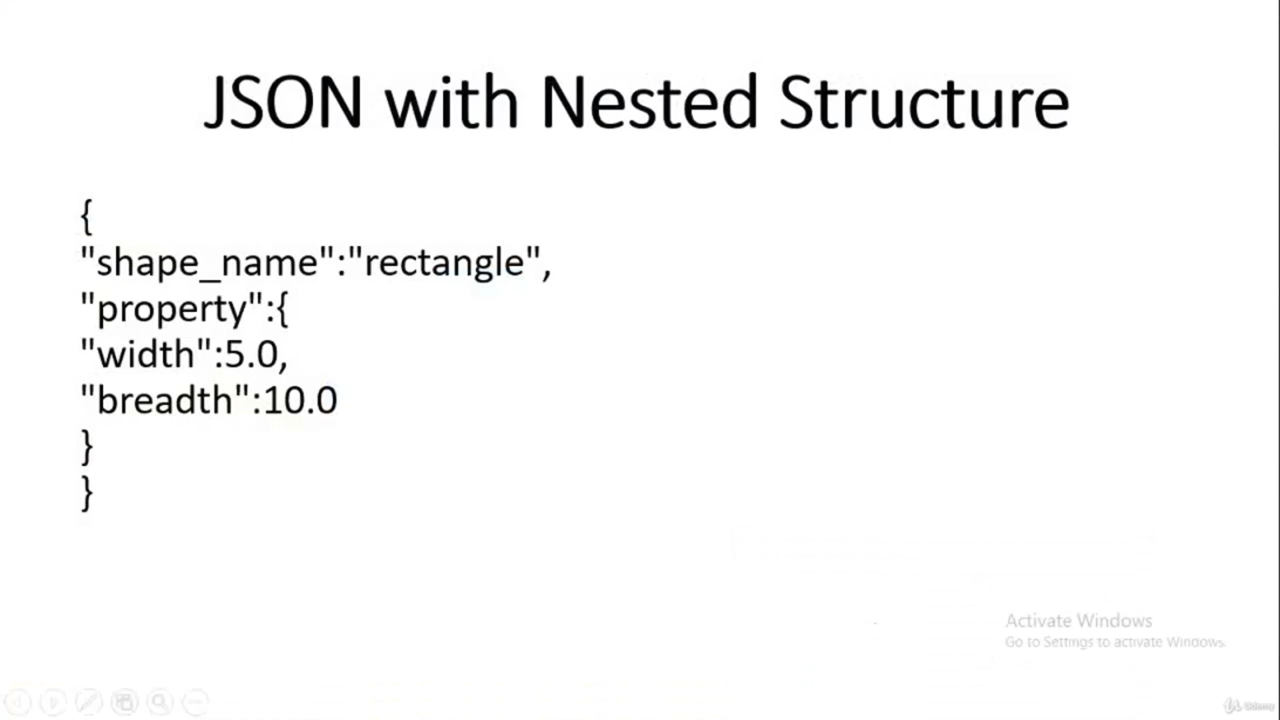 JSON with Nested Structure
{
"shape_name":"rectangle",
"property":{
"width":5.0,
"breadth":10.0
}
}
Activate Windows
Go to Settings to activate Windows.
Udemy